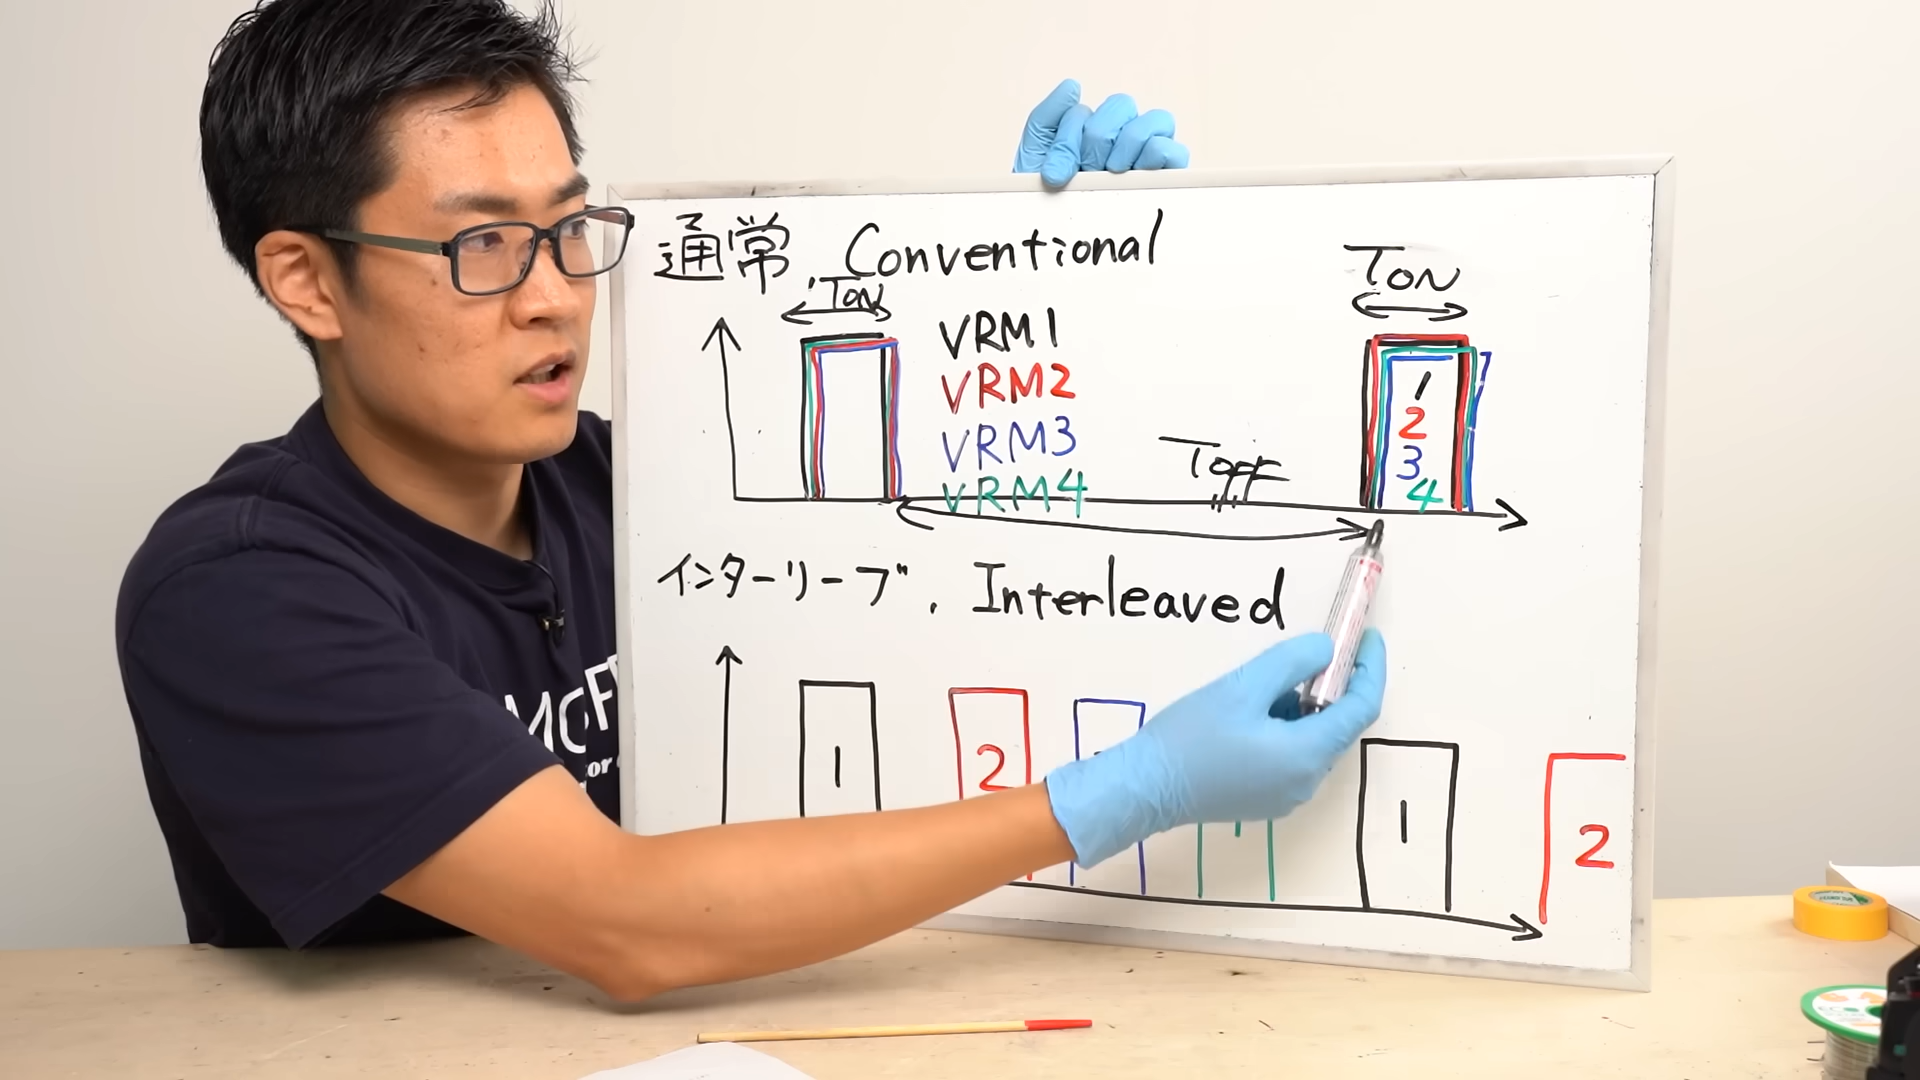 通常, Conventional
TON
TON
VRM1
VRM2
VRM3
VRM4
TOFF
1
2
3
4
インターリーブ, Interleaved
1
2
1
2